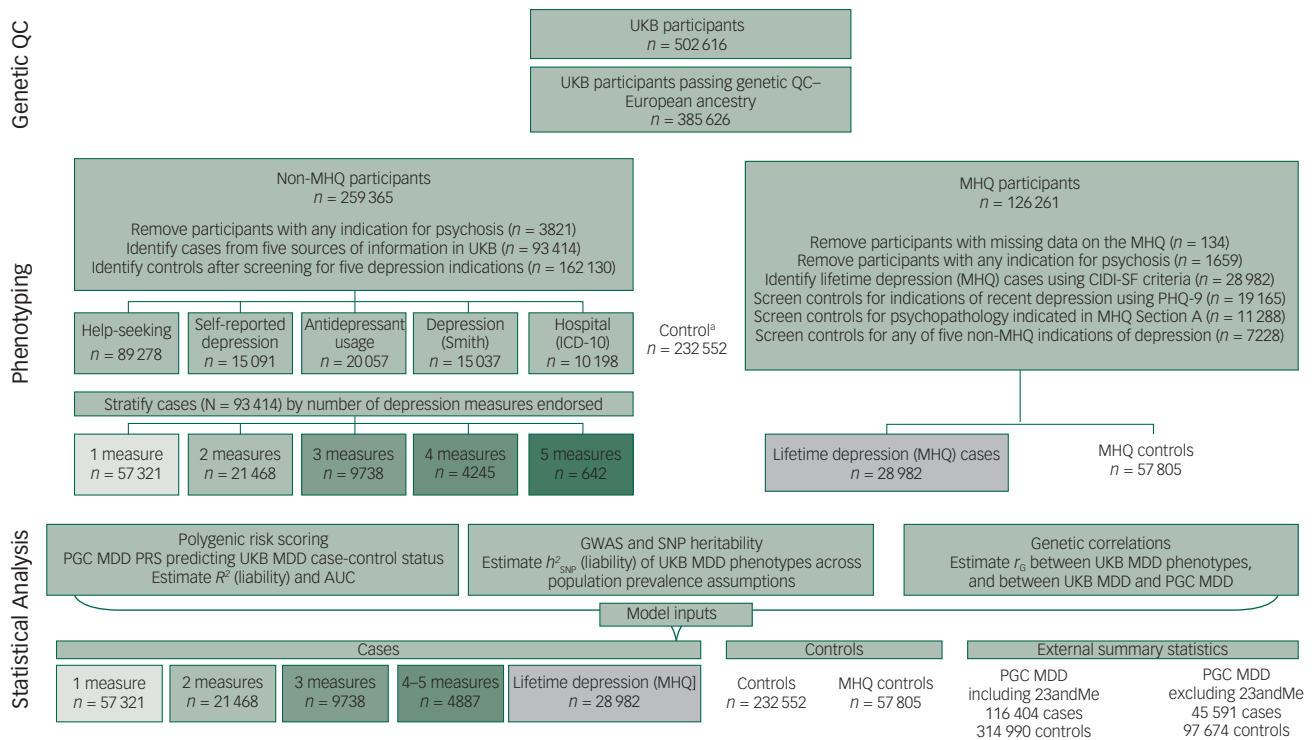 Genetic QC
UKB participants
n = 502 616
UKB participants passing genetic QC–
European ancestry
n = 385 626
Phenotyping
Non-MHQ participants
n = 259 365
Remove participants with any indication for psychosis (n = 3821)
Identify cases from five sources of information in UKB (n = 93 414)
Identify controls after screening for five depression indications (n = 162 130)
Help-seeking
n = 89 278
Self-reported
depression
n = 15 091
Antidepressant
usage
n = 20 057
Depression
(Smith)
n = 15 037
Hospital
(ICD-10)
n = 10 198
Controlᵃ
n = 232 552
Stratify cases (N = 93 414) by number of depression measures endorsed
1 measure
n = 57 321
2 measures
n = 21 468
3 measures
n = 9738
4 measures
n = 4245
5 measures
n = 642
MHQ participants
n = 126 261
Remove participants with missing data on the MHQ (n = 134)
Remove participants with any indication for psychosis (n = 1659)
Identify lifetime depression (MHQ) cases using CIDI-SF criteria (n = 28 982)
Screen controls for indications of recent depression using PHQ-9 (n = 19 165)
Screen controls for psychopathology indicated in MHQ Section A (n = 11 288)
Screen controls for any of five non-MHQ indications of depression (n = 7228)
Lifetime depression (MHQ) cases
n = 28 982
MHQ controls
n = 57 805
Statistical Analysis
Polygenic risk scoring
PGC MDD PRS predicting UKB MDD case-control status
Estimate R² (liability) and AUC
GWAS and SNP heritability
Estimate h²SNP (liability) of UKB MDD phenotypes across
population prevalence assumptions
Genetic correlations
Estimate rG between UKB MDD phenotypes,
and between UKB MDD and PGC MDD
Model inputs
Cases
1 measure
n = 57 321
2 measures
n = 21 468
3 measures
n = 9738
4–5 measures
n = 4887
Lifetime depression (MHQ]
n = 28 982
Controls
Controls
n = 232 552
MHQ controls
n = 57 805
External summary statistics
PGC MDD
including 23andMe
116 404 cases
314 990 controls
PGC MDD
excluding 23andMe
45 591 cases
97 674 controls